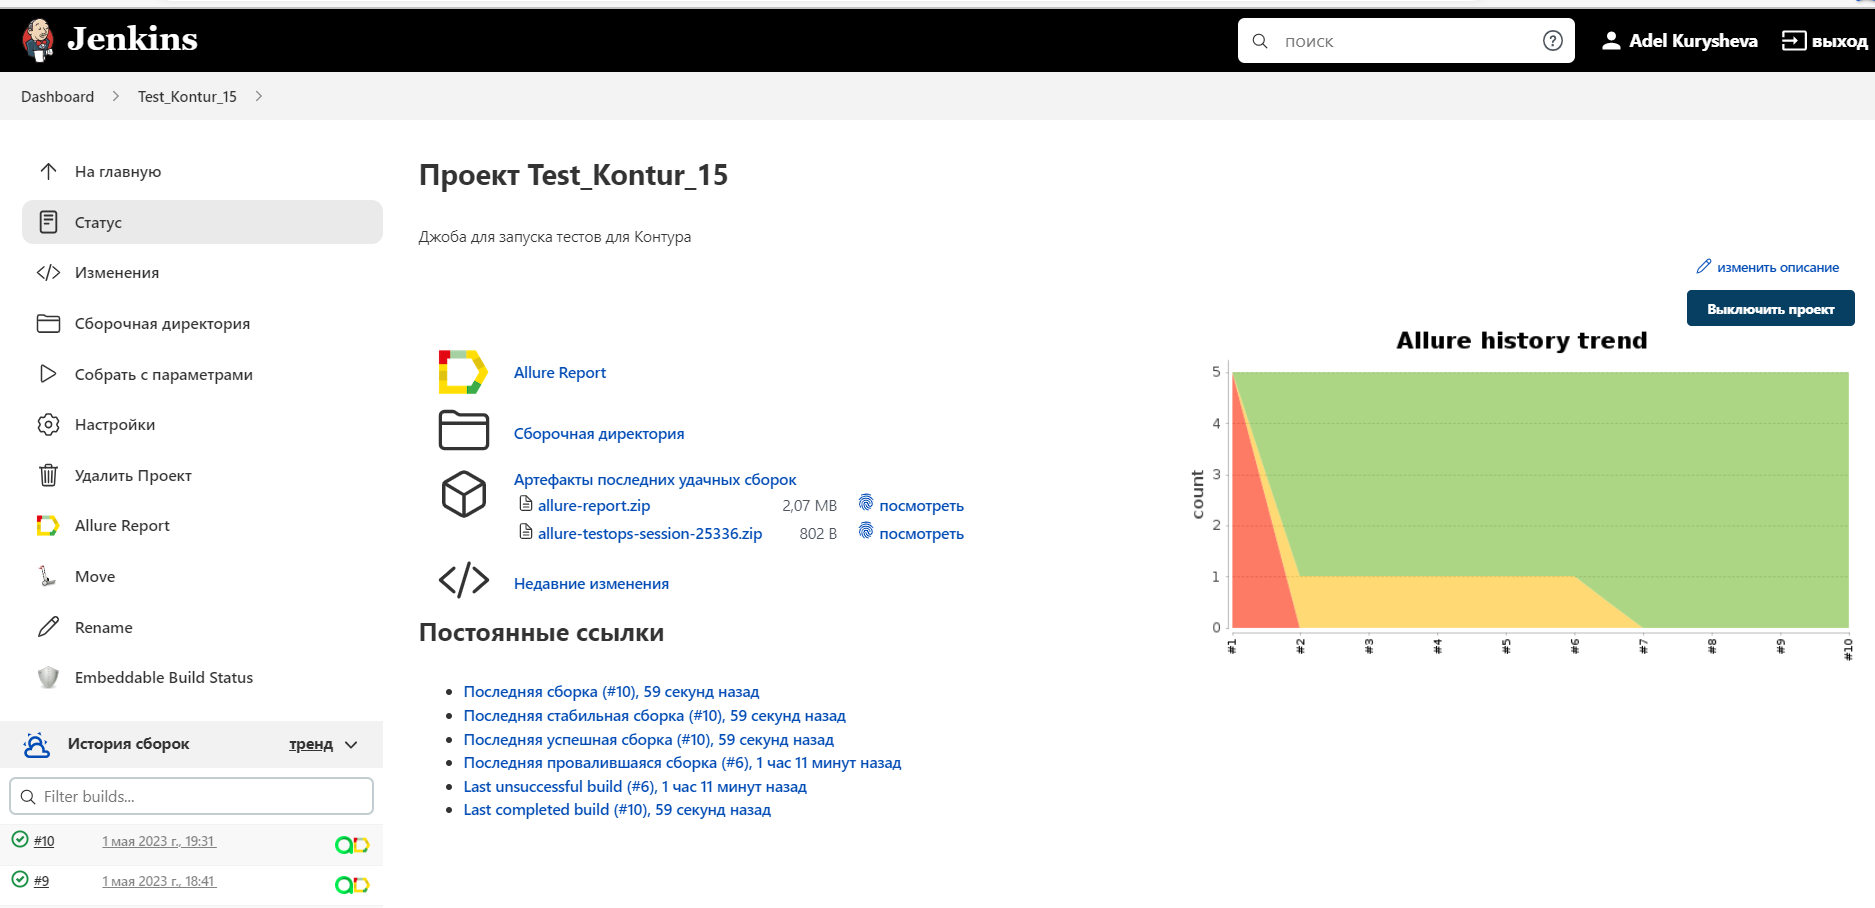 Jenkins
поиск
Adel Kurysheva
выход
Dashboard
Test_Kontur_15
На главную
Статус
Изменения
Сборочная директория
Собрать с параметрами
Настройки
Удалить Проект
Allure Report
Move
Rename
Embeddable Build Status
История сборок
тренд
Filter builds...
#10 1 мая 2023 г., 19:31
#9 1 мая 2023 г., 18:41
Проект Test_Kontur_15
Джоба для запуска тестов для Контура
изменить описание
Выключить проект
Allure Report
Сборочная директория
Артефакты последних удачных сборок
allure-report.zip 2,07 MB посмотреть
allure-testops-session-25336.zip 802 B посмотреть
Недавние изменения
Постоянные ссылки
Последняя сборка (#10), 59 секунд назад
Последняя стабильная сборка (#10), 59 секунд назад
Последняя успешная сборка (#10), 59 секунд назад
Последняя провалившаяся сборка (#6), 1 час 11 минут назад
Last unsuccessful build (#6), 1 час 11 минут назад
Last completed build (#10), 59 секунд назад
Allure history trend
count
5
4
3
2
1
0
#1 #2 #3 #4 #5 #6 #7 #8 #9 #10